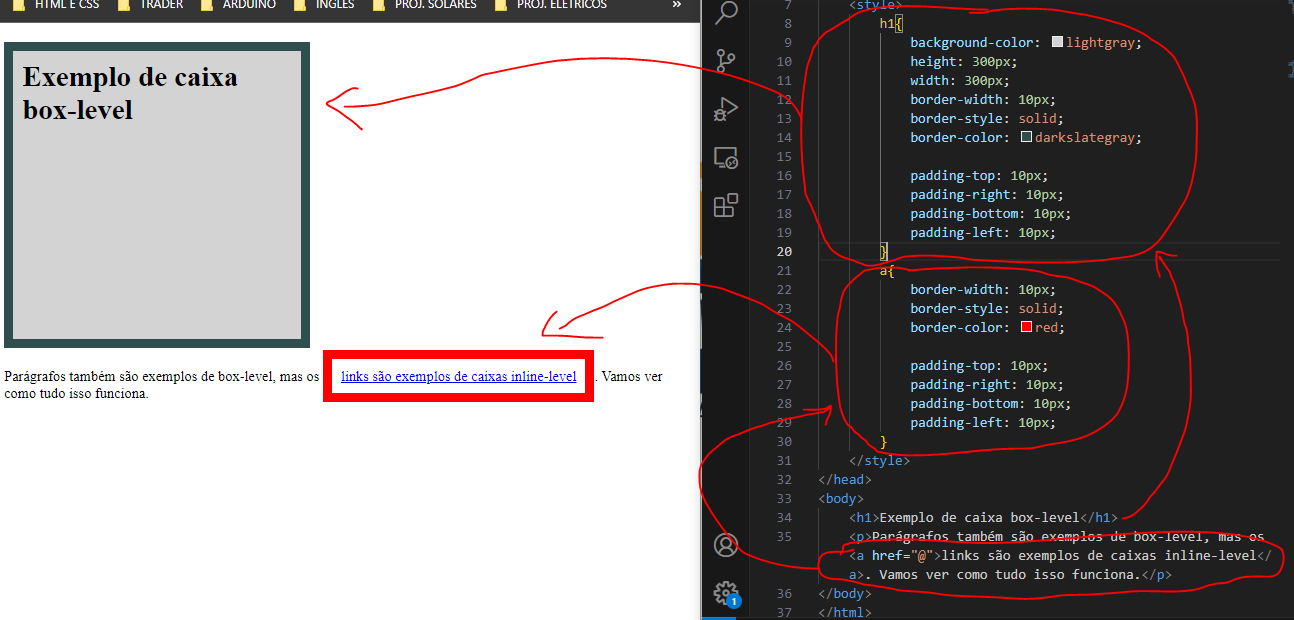 HTML E CSS TRADER ARDUINO INGLÊS PROJ. SOLARES PROJ. ELÉTRICOS »
Exemplo de caixa
box-level
Parágrafos também são exemplos de box-level, mas os links são exemplos de caixas inline-level . Vamos ver
como tudo isso funciona.
7 <style>
8 h1{
9 background-color: lightgray;
10 height: 300px;
11 width: 300px;
12 border-width: 10px;
13 border-style: solid;
14 border-color: darkslategray;
15
16 padding-top: 10px;
17 padding-right: 10px;
18 padding-bottom: 10px;
19 padding-left: 10px;
20 }
21 a{
22 border-width: 10px;
23 border-style: solid;
24 border-color: red;
25
26 padding-top: 10px;
27 padding-right: 10px;
28 padding-bottom: 10px;
29 padding-left: 10px;
30 }
31 </style>
32 </head>
33 <body>
34 <h1>Exemplo de caixa box-level</h1>
35 <p>Parágrafos também são exemplos de box-level, mas os
<a href="@">links são exemplos de caixas inline-level</
a>. Vamos ver como tudo isso funciona.</p>
36 </body>
37 </html>
1